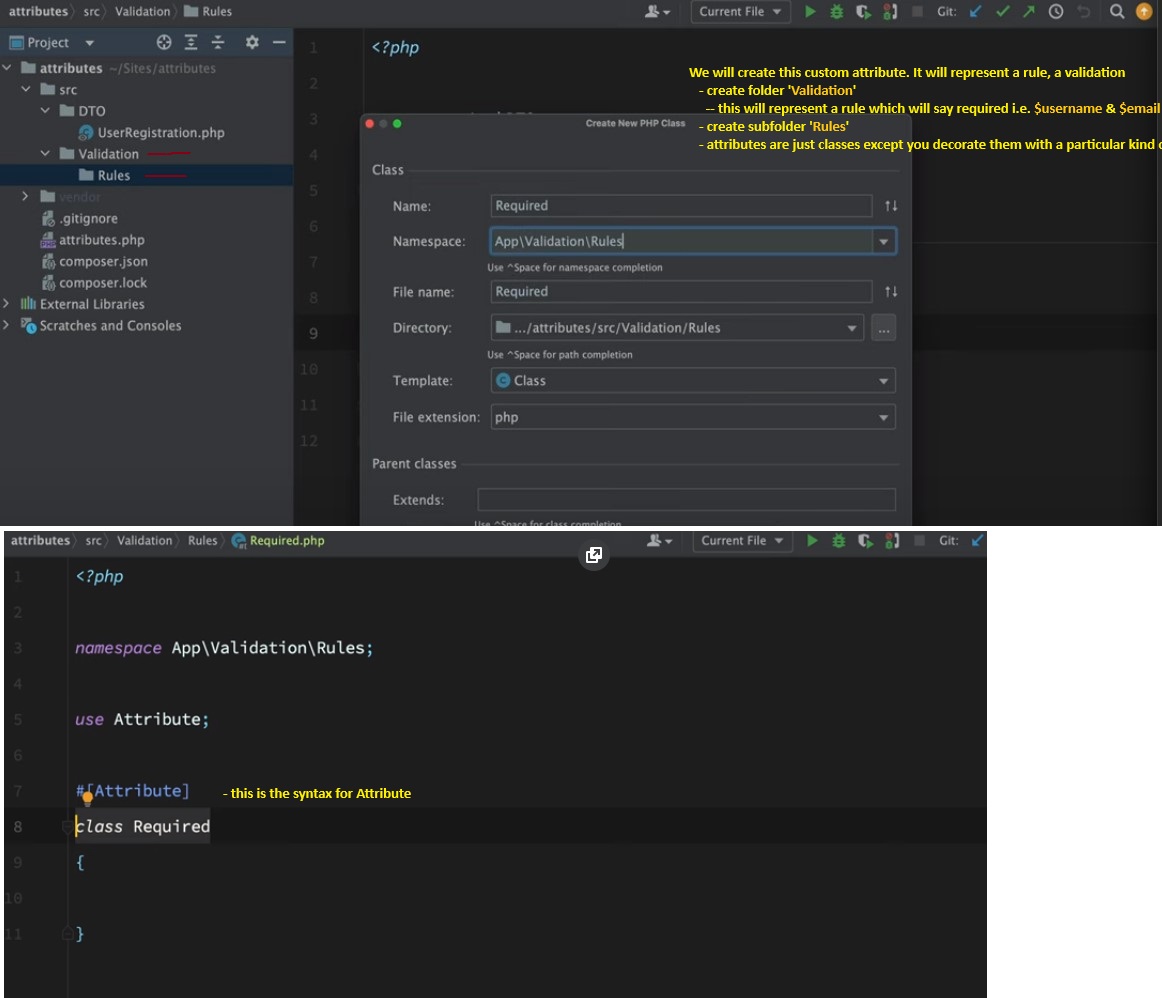 attributes src Validation Rules Current File Git:
Project
attributes ~/Sites/attributes
src
DTO
UserRegistration.php
Validation
Rules
vendor
.gitignore
attributes.php
composer.json
composer.lock
External Libraries
Scratches and Consoles
1 <?php
2
3
4
5
6
7
8
9
10
11
12
We will create this custom attribute. It will represent a rule, a validation
- create folder 'Validation'
-- this will represent a rule which will say required i.e. $username & $email
- create subfolder 'Rules'
- attributes are just classes except you decorate them with a particular kind
Create New PHP Class
Class
Name: Required
Namespace: App\Validation\Rules
Use ^Space for namespace completion
File name: Required
Directory: .../attributes/src/Validation/Rules ...
Use ^Space for path completion
Template: Class
File extension: php
Parent classes
Extends:
Use ^Space for class completion
attributes src Validation Rules Required.php Current File Git:
1 <?php
2
3 namespace App\Validation\Rules;
4
5 use Attribute;
6
7 #[Attribute] - this is the syntax for Attribute
8 class Required
9 {
10
11 }